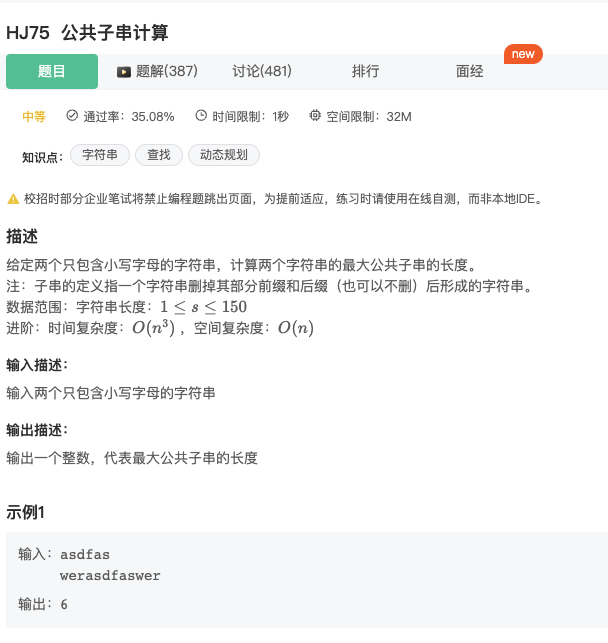 HJ75 公共子串计算
题目 题解(387) 讨论(481) 排行 面经 new
中等 通过率：35.08% 时间限制：1秒 空间限制：32M
知识点： 字符串 查找 动态规划
校招时部分企业笔试将禁止编程题跳出页面，为提前适应，练习时请使用在线自测，而非本地IDE。
描述
给定两个只包含小写字母的字符串，计算两个字符串的最大公共子串的长度。
注：子串的定义指一个字符串删掉其部分前缀和后缀（也可以不删）后形成的字符串。
数据范围：字符串长度：1 ≤ s ≤ 150
进阶：时间复杂度：O(n³) ，空间复杂度：O(n)
输入描述：
输入两个只包含小写字母的字符串
输出描述：
输出一个整数，代表最大公共子串的长度
示例1
输入：asdfas
werasdfaswer
输出：6